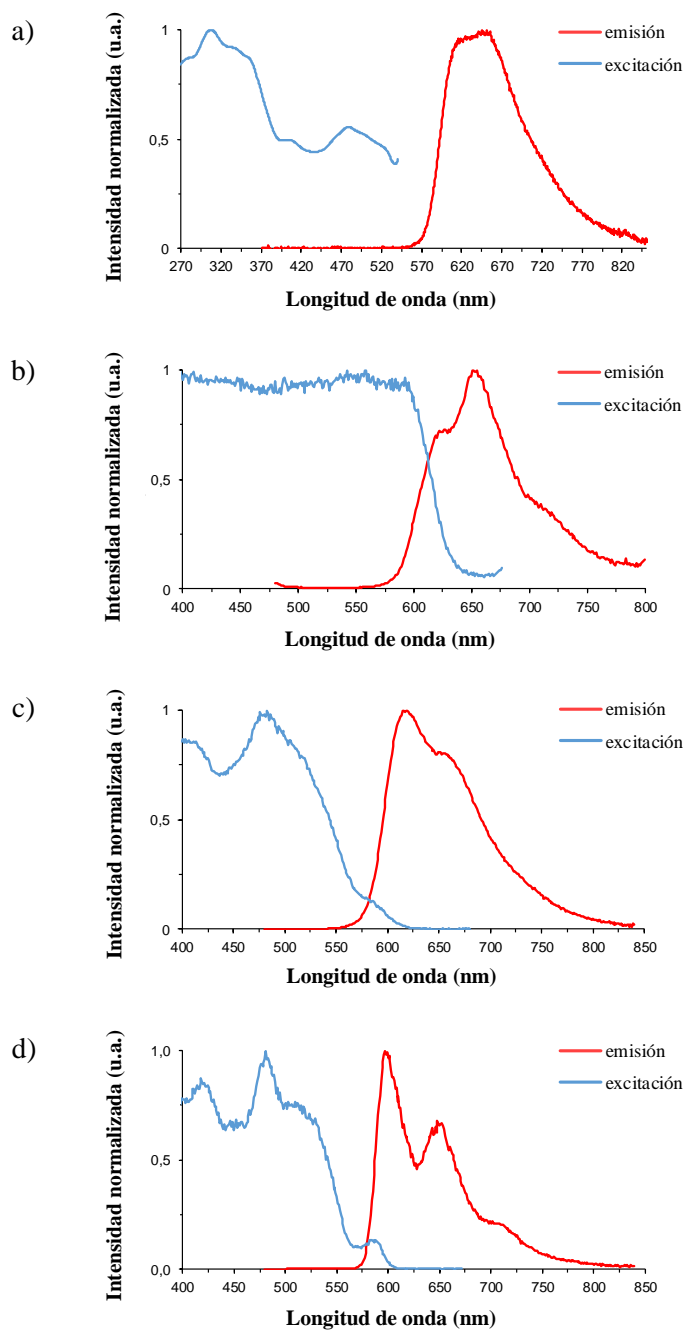 a)
Intensidad normalizada (u.a.)
1
0,5
0
270 320 370 420 470 520 570 620 670 720 770 820
Longitud de onda (nm)
emisión
excitación
b)
Intensidad normalizada (u.a.)
1
0,5
0
400 450 500 550 600 650 700 750 800
Longitud de onda (nm)
emisión
excitación
c)
Intensidad normalizada (u.a.)
1
0,5
0
400 450 500 550 600 650 700 750 800 850
Longitud de onda (nm)
emisión
excitación
d)
Intensidad normalizada (u.a.)
1,0
0,5
0,0
400 450 500 550 600 650 700 750 800 850
Longitud de onda (nm)
emisión
excitación